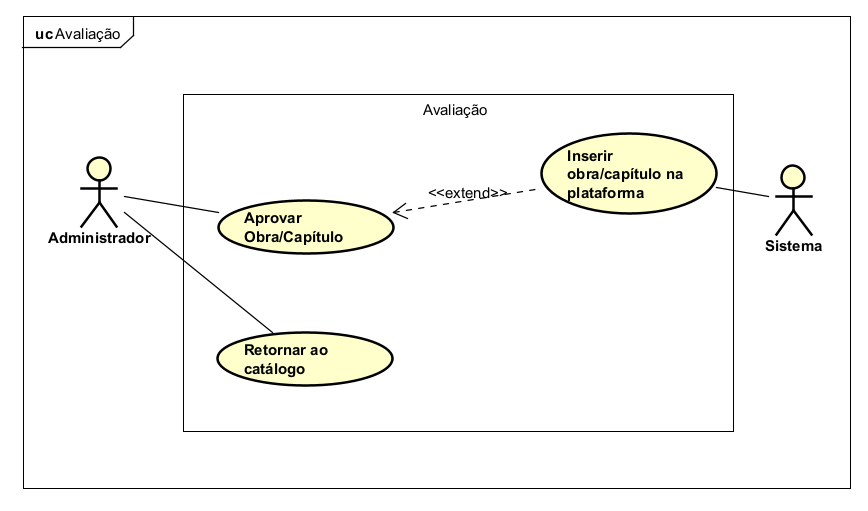 uc Avaliação
Avaliação
Inserir
obra/capítulo na
plataforma
<<extend>>
Aprovar
Obra/Capítulo
Administrador
Sistema
Retornar ao
catálogo